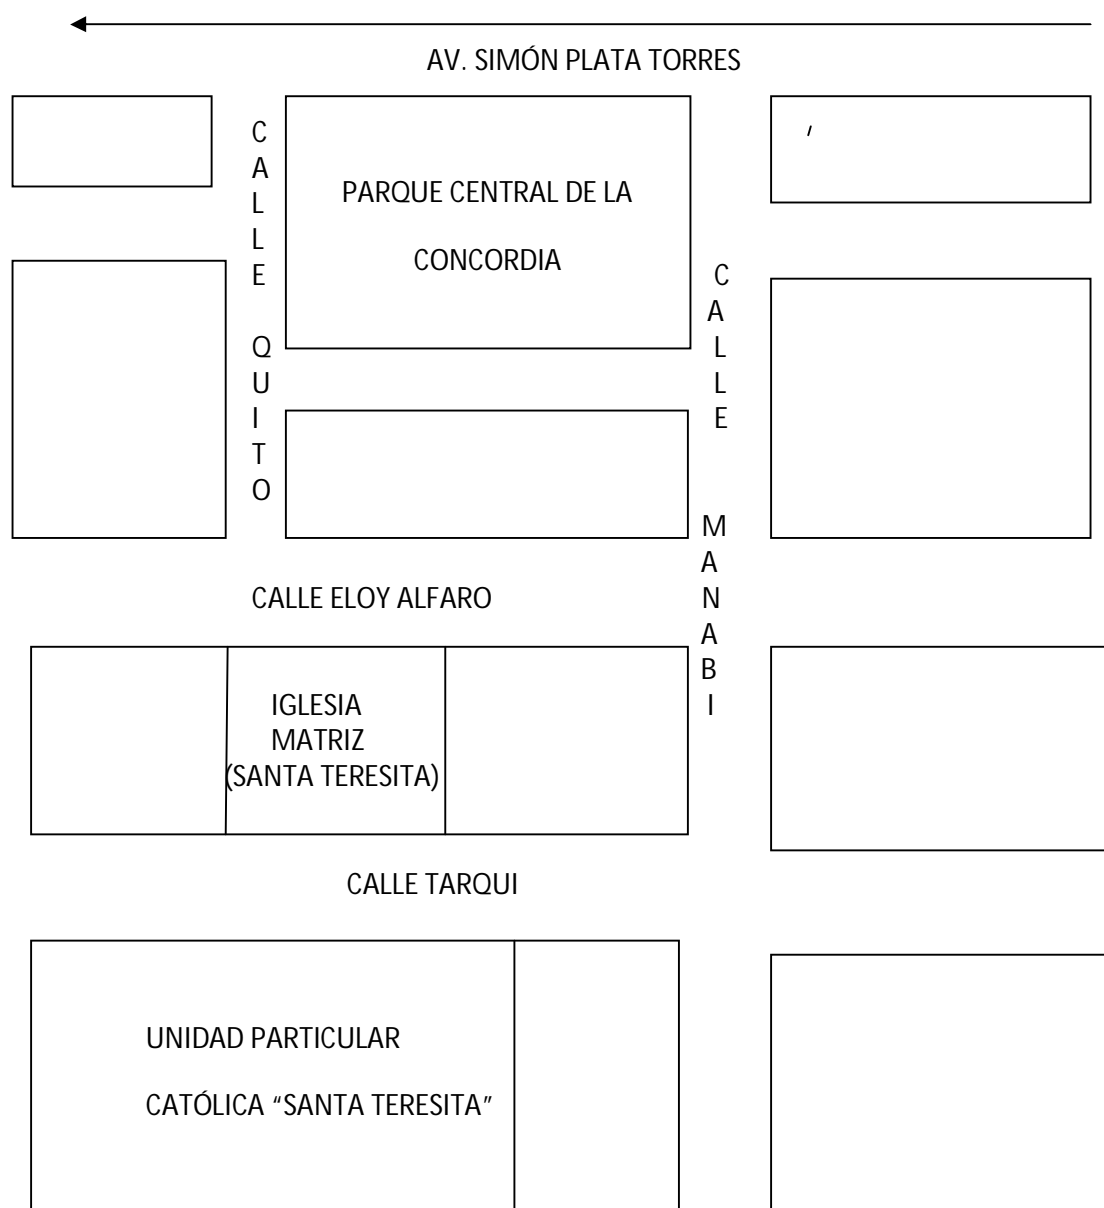 AV. SIMÓN PLATA TORRES
CALLE QUITO
PARQUE CENTRAL DE LA
CONCORDIA
CALLE MANABI
CALLE ELOY ALFARO
IGLESIA
MATRIZ
(SANTA TERESITA)
CALLE TARQUI
UNIDAD PARTICULAR
CATÓLICA “SANTA TERESITA”